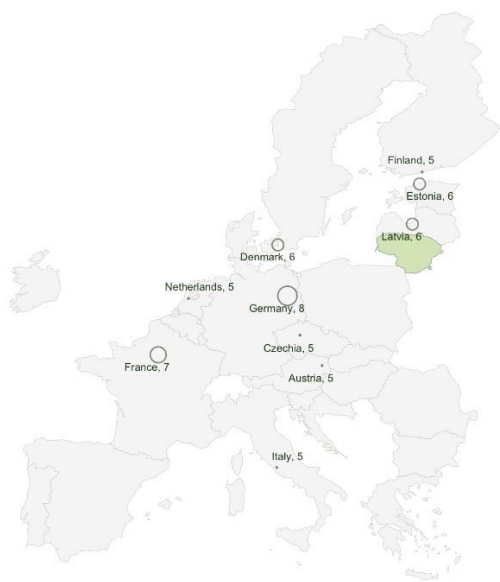 Finland, 5
Estonia, 6
Latvia, 6
Denmark, 6
Netherlands, 5
Germany, 8
Czechia, 5
France, 7
Austria, 5
Italy, 5